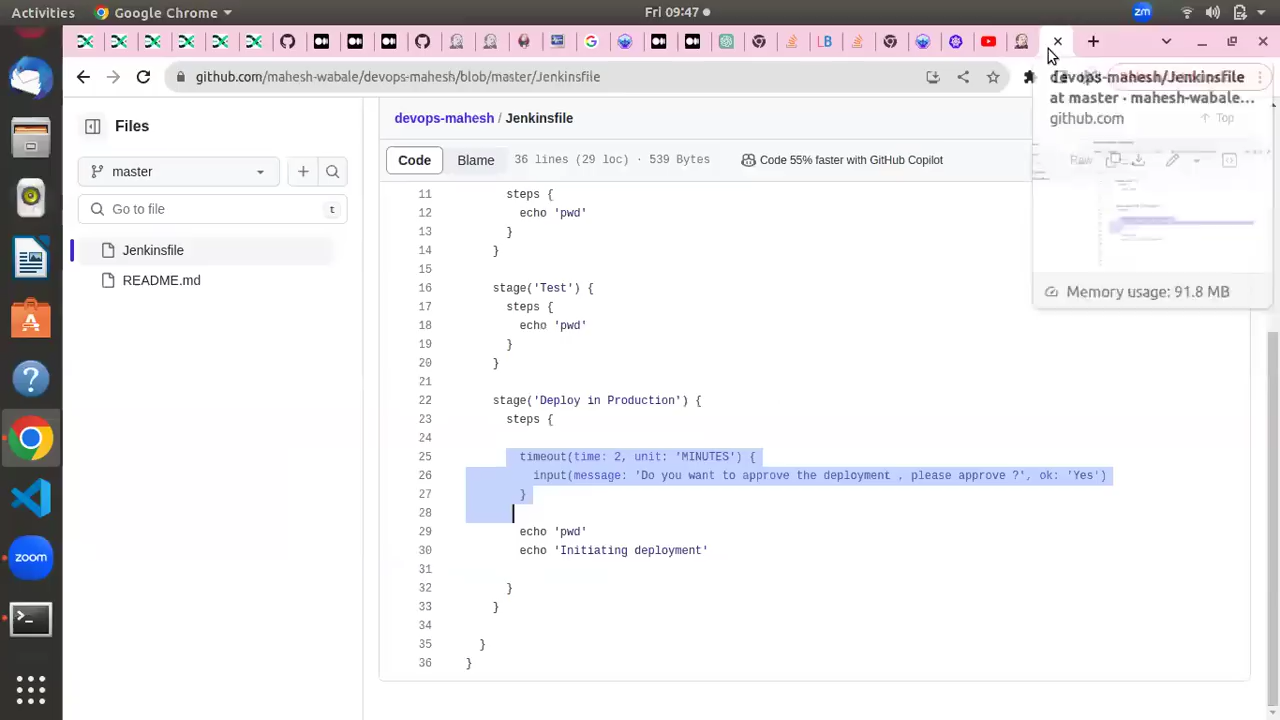 Activities Google Chrome Fri 09:47 zm
github.com/mahesh-wabale/devops-mahesh/blob/master/Jenkinsfile
devops-mahesh/Jenkinsfile
at master · mahesh-wabale...
github.com
Top
Memory usage: 91.8 MB
Files
master
Go to file t
Jenkinsfile
README.md
devops-mahesh / Jenkinsfile
Code Blame 36 lines (29 loc) · 539 Bytes Code 55% faster with GitHub Copilot Raw
11 steps {
12 echo 'pwd'
13 }
14 }
15
16 stage('Test') {
17 steps {
18 echo 'pwd'
19 }
20 }
21
22 stage('Deploy in Production') {
23 steps {
24
25 timeout(time: 2, unit: 'MINUTES') {
26 input(message: 'Do you want to approve the deployment , please approve ?', ok: 'Yes')
27 }
28
29 echo 'pwd'
30 echo 'Initiating deployment'
31
32 }
33 }
34
35 }
36 }
zoom